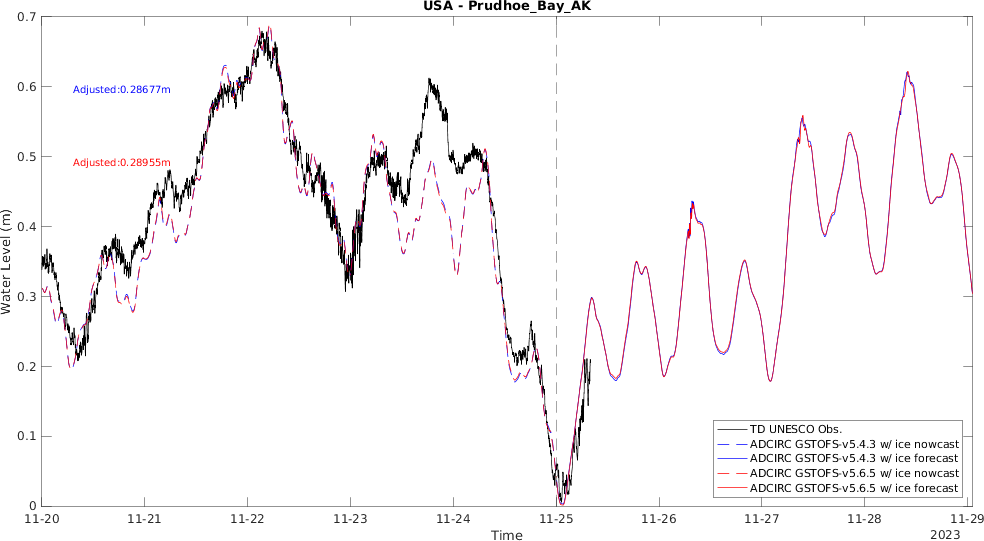 USA - Prudhoe_Bay_AK
0.7
0.6
0.5
0.4
0.3
0.2
0.1
0
Water Level (m)
Adjusted:0.28677m
Adjusted:0.28955m
TD UNESCO Obs.
ADCIRC GSTOFS-v5.4.3 w/ ice nowcast
ADCIRC GSTOFS-v5.4.3 w/ ice forecast
ADCIRC GSTOFS-v5.6.5 w/ ice nowcast
ADCIRC GSTOFS-v5.6.5 w/ ice forecast
11-20 11-21 11-22 11-23 11-24 11-25 11-26 11-27 11-28 11-29
Time
2023